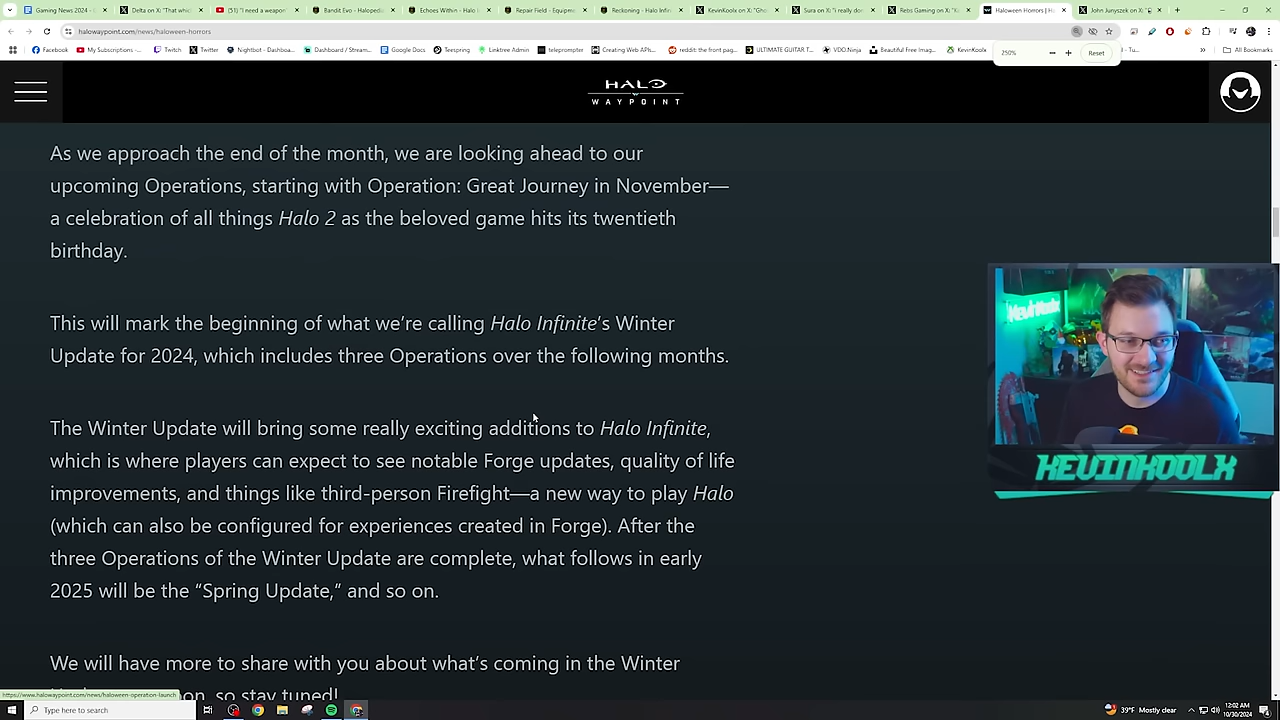 Gaming News 2024 -
Delta on X: "That which
(51) "I need a weapon"
Bandit Evo - Halopedi
Echoes Within - Halo
Repair Field - Equipm
Reckoning - Halo Infin
KevinKoolx on X: "Gho
Sura on X: "i really don
Rebs Gaming on X: "X
Haloween Horrors | H
John Junyszek on X: "
halowaypoint.com/news/haloween-horrors
Facebook
My Subscriptions -
Twitch
Twitter
Nightbot - Dashboa...
Dashboard / Stream...
Google Docs
Teespring
Linktree Admin
teleprompter
Creating Web APIs...
reddit: the front pag...
ULTIMATE GUITAR T...
VDO.Ninja
Beautiful Free Imag...
KevinKoolx
- Tu...
All Bookmarks
250%
Reset
HALO
WAYPOINT
As we approach the end of the month, we are looking ahead to our
upcoming Operations, starting with Operation: Great Journey in November—
a celebration of all things Halo 2 as the beloved game hits its twentieth
birthday.
This will mark the beginning of what we're calling Halo Infinite's Winter
Update for 2024, which includes three Operations over the following months.
The Winter Update will bring some really exciting additions to Halo Infinite,
which is where players can expect to see notable Forge updates, quality of life
improvements, and things like third-person Firefight—a new way to play Halo
(which can also be configured for experiences created in Forge). After the
three Operations of the Winter Update are complete, what follows in early
2025 will be the “Spring Update,” and so on.
We will have more to share with you about what's coming in the Winter
on, so stay tuned!
KevinKoolx
KEVINKOOLX
https://www.halowaypoint.com/news/haloween-operation-launch
Type here to search
39°F Mostly clear
12:02 AM
10/30/2024